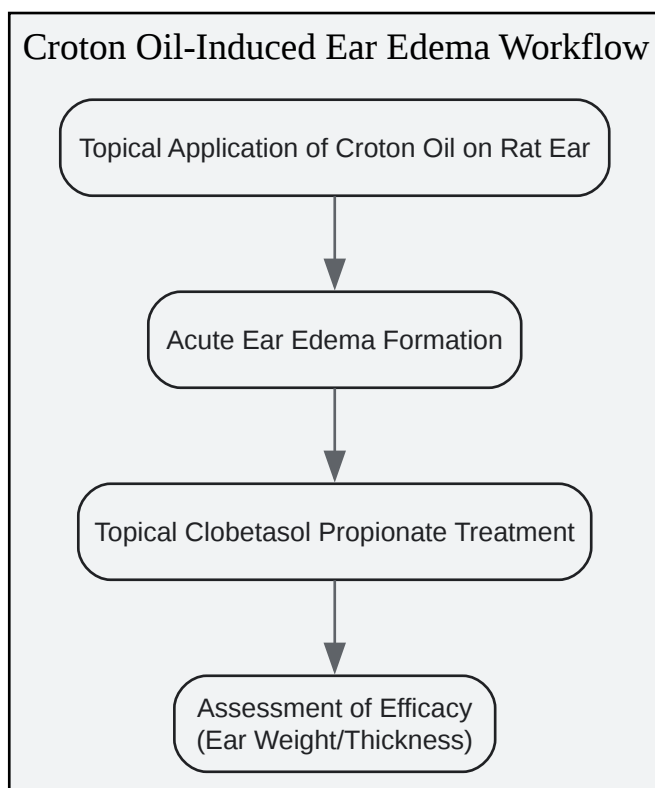 Croton Oil-Induced Ear Edema Workflow
Topical Application of Croton Oil on Rat Ear
Acute Ear Edema Formation
Topical Clobetasol Propionate Treatment
Assessment of Efficacy
(Ear Weight/Thickness)